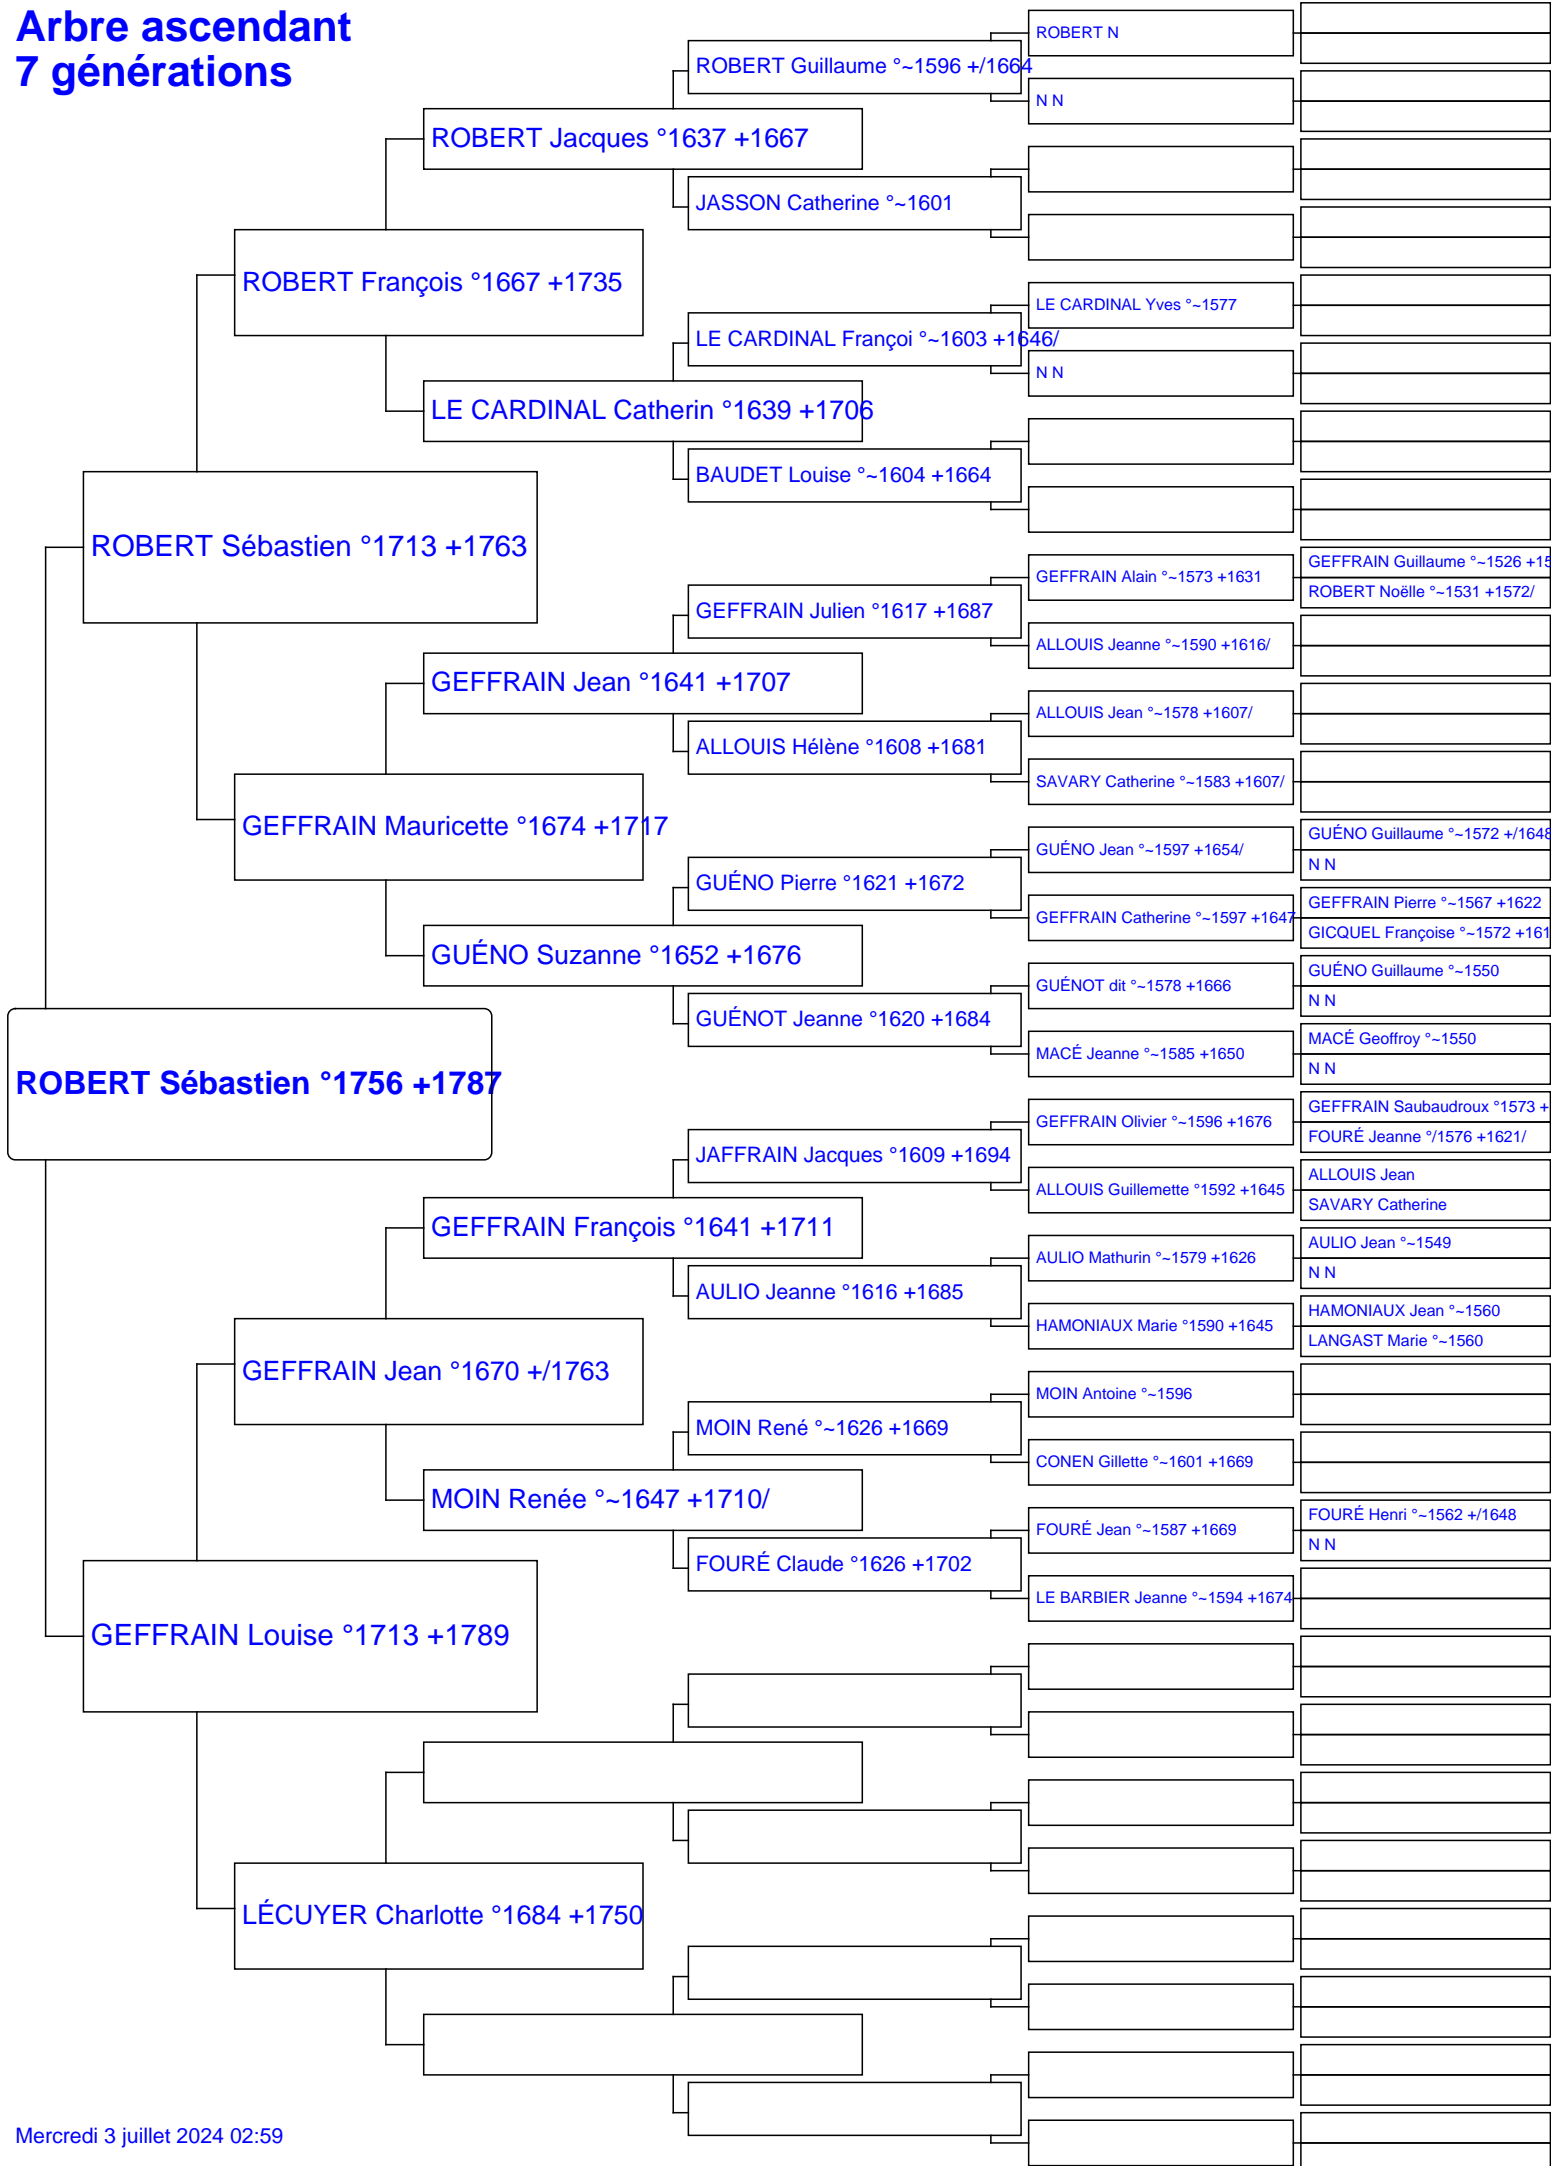 Arbre ascendant
7 générations
ROBERT N
ROBERT Guillaume °~1596 +/1664
N N
ROBERT Jacques °1637 +1667
JASSON Catherine °~1601
ROBERT François °1667 +1735
LE CARDINAL Yves °~1577
LE CARDINAL Françoi °~1603 +1646/
N N
LE CARDINAL Catherin °1639 +1706
BAUDET Louise °~1604 +1664
ROBERT Sébastien °1713 +1763
GEFFRAIN Guillaume °~1526 +15
GEFFRAIN Alain °~1573 +1631
ROBERT Noëlle °~1531 +1572/
GEFFRAIN Julien °1617 +1687
ALLOUIS Jeanne °~1590 +1616/
GEFFRAIN Jean °1641 +1707
ALLOUIS Jean °~1578 +1607/
ALLOUIS Hélène °1608 +1681
SAVARY Catherine °~1583 +1607/
GEFFRAIN Mauricette °1674 +1717
GUÉNO Guillaume °~1572 +/1648
GUÉNO Jean °~1597 +1654/
N N
GUÉNO Pierre °1621 +1672
GEFFRAIN Pierre °~1567 +1622
GEFFRAIN Catherine °~1597 +1647
GICQUEL Françoise °~1572 +161
GUÉNO Suzanne °1652 +1676
GUÉNO Guillaume °~1550
GUÉNOT dit °~1578 +1666
N N
GUÉNOT Jeanne °1620 +1684
MACÉ Geoffroy °~1550
MACÉ Jeanne °~1585 +1650
N N
ROBERT Sébastien °1756 +1787
GEFFRAIN Saubaudroux °1573 +
GEFFRAIN Olivier °~1596 +1676
FOURÉ Jeanne °/1576 +1621/
JAFFRAIN Jacques °1609 +1694
ALLOUIS Jean
ALLOUIS Guillemette °1592 +1645
SAVARY Catherine
GEFFRAIN François °1641 +1711
AULIO Jean °~1549
AULIO Mathurin °~1579 +1626
N N
AULIO Jeanne °1616 +1685
HAMONIAUX Jean °~1560
HAMONIAUX Marie °1590 +1645
LANGAST Marie °~1560
GEFFRAIN Jean °1670 +/1763
MOIN Antoine °~1596
MOIN René °~1626 +1669
CONEN Gillette °~1601 +1669
MOIN Renée °~1647 +1710/
FOURÉ Henri °~1562 +/1648
FOURÉ Jean °~1587 +1669
N N
FOURÉ Claude °1626 +1702
LE BARBIER Jeanne °~1594 +1674
GEFFRAIN Louise °1713 +1789
LÉCUYER Charlotte °1684 +1750
Mercredi 3 juillet 2024 02:59